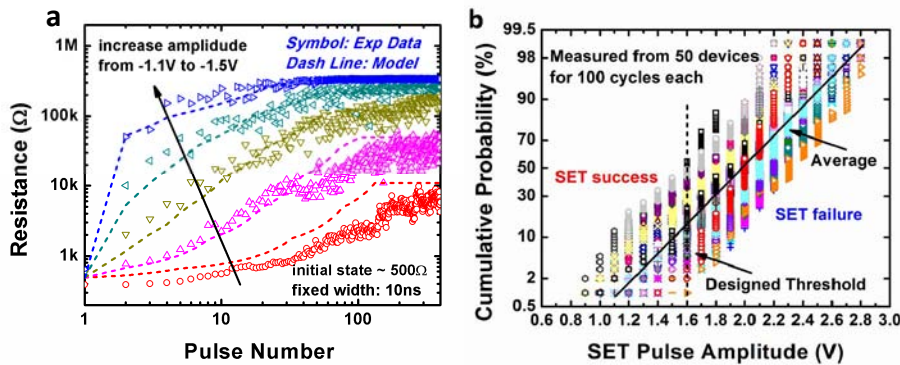 a
1M
100k
10k
1k
Resistance (Ω)
increase amplidude
from -1.1V to -1.5V
Symbol: Exp Data
Dash Line: Model
initial state ~ 500Ω
fixed width: 10ns
1 10 100
Pulse Number
b
99.5
98
90
70
50
30
10
2
0.5
Cumulative Probability (%)
Measured from 50 devices
for 100 cycles each
SET success
Average
SET failure
Designed Threshold
0.6 0.8 1.0 1.2 1.4 1.6 1.8 2.0 2.2 2.4 2.6 2.8 3.0
SET Pulse Amplitude (V)